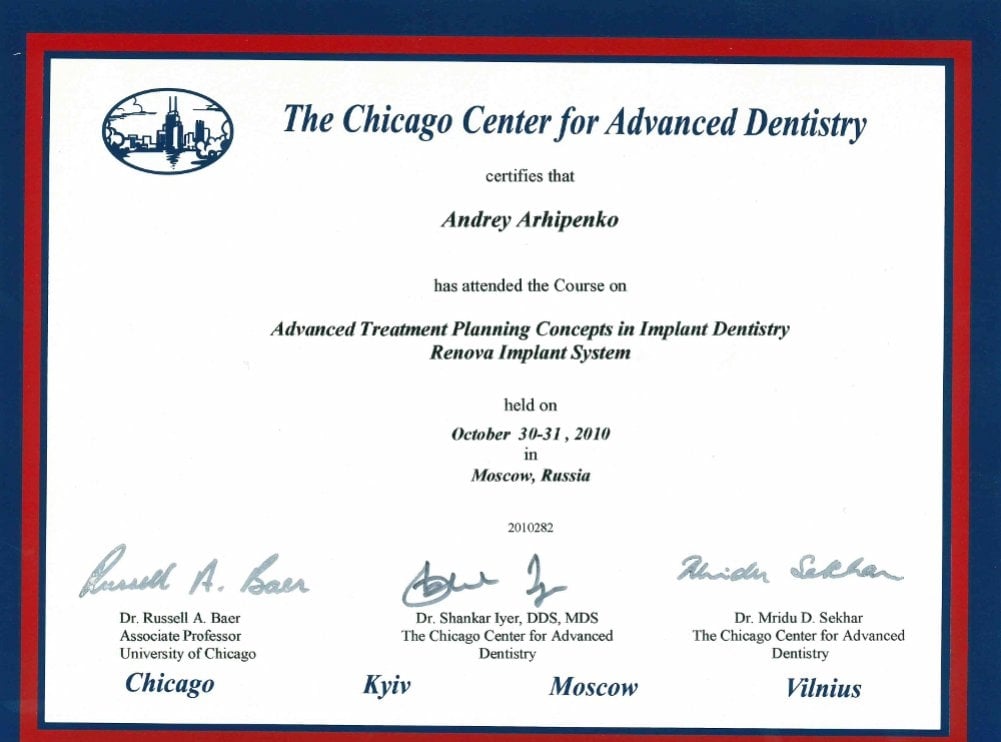 The Chicago Center for Advanced Dentistry
certifies that
Andrey Arhipenko
has attended the Course on
Advanced Treatment Planning Concepts in Implant Dentistry
Renova Implant System
held on
October 30-31, 2010
in
Moscow, Russia
2010282
Russell A. Baer
Mridu Sekhar
Dr. Russell A. Baer
Associate Professor
University of Chicago
Dr. Shankar Iyer, DDS, MDS
The Chicago Center for Advanced
Dentistry
Dr. Mridu D. Sekhar
The Chicago Center for Advanced
Dentistry
Chicago Kyiv Moscow Vilnius